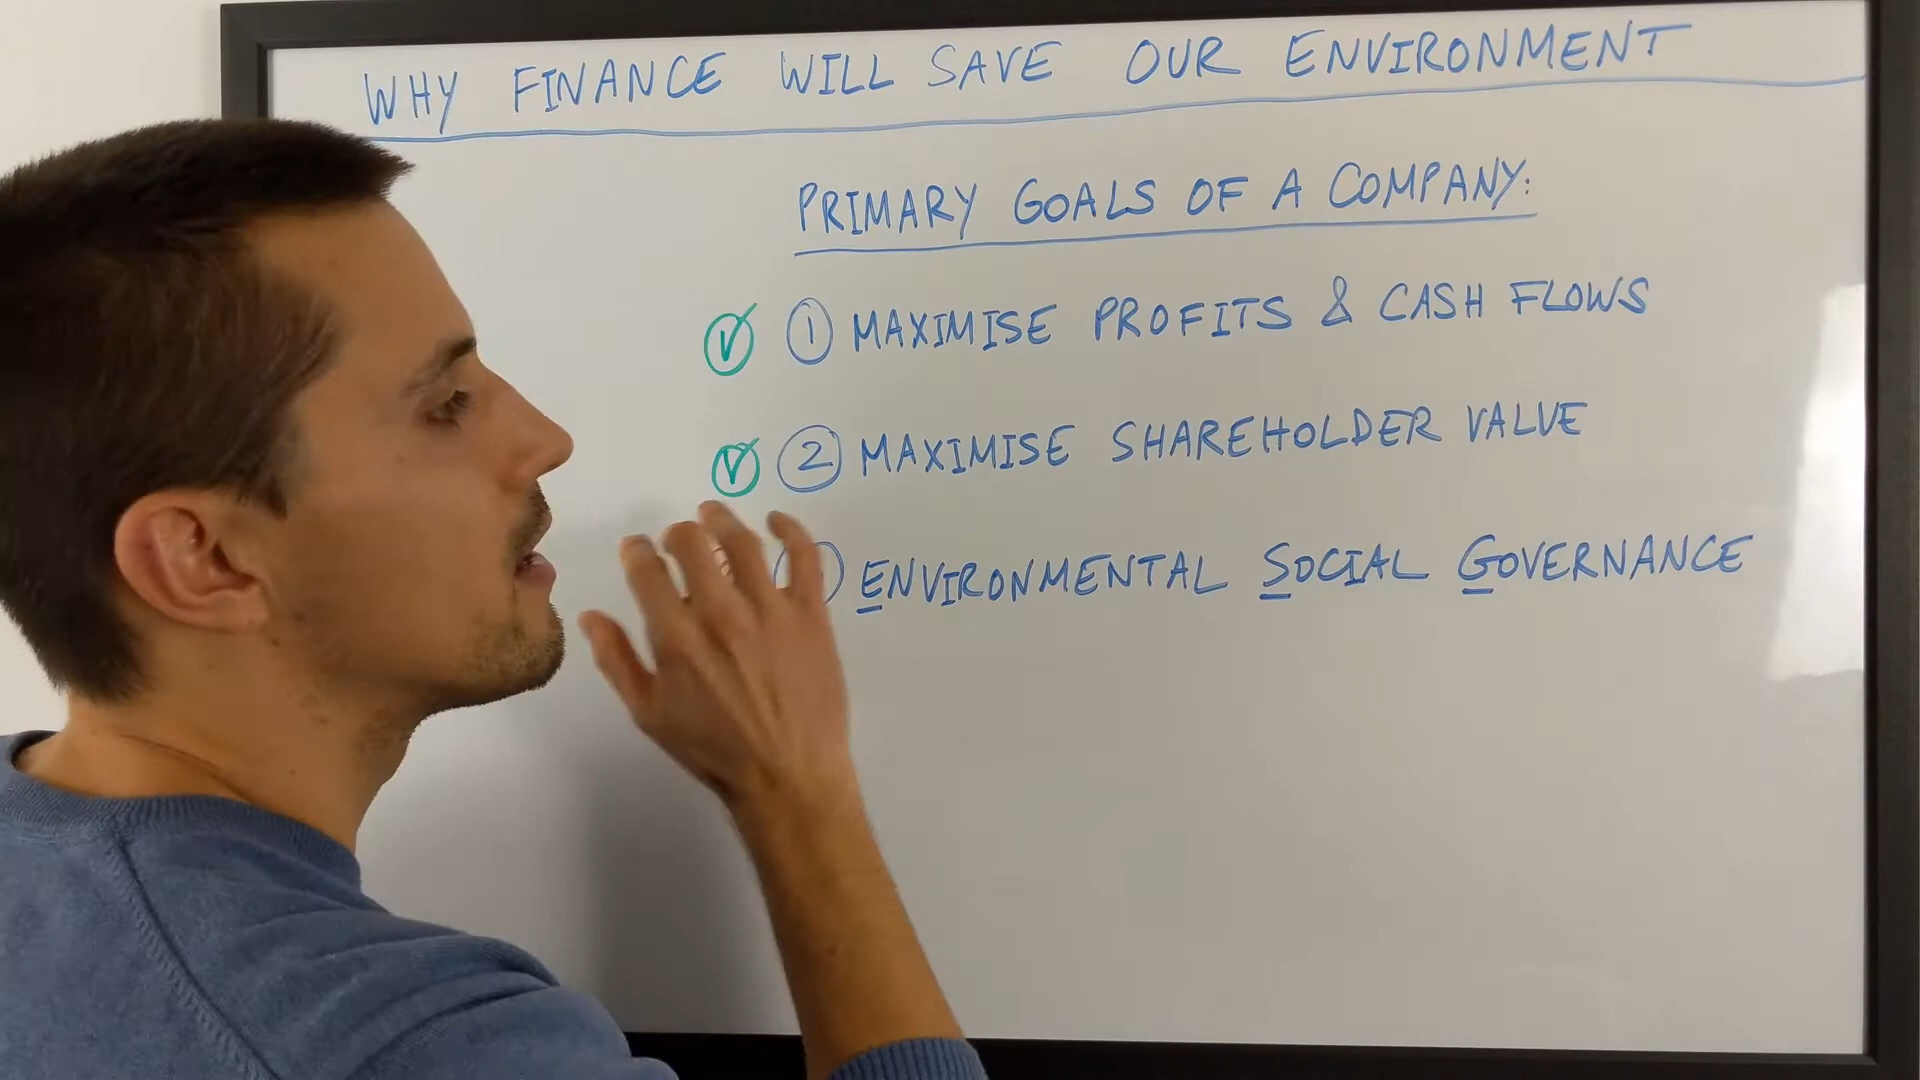 WHY FINANCE WILL SAVE OUR ENVIRONMENT
PRIMARY GOALS OF A COMPANY:
1 MAXIMISE PROFITS & CASH FLOWS
2 MAXIMISE SHAREHOLDER VALUE
ENVIRONMENTAL SOCIAL GOVERNANCE